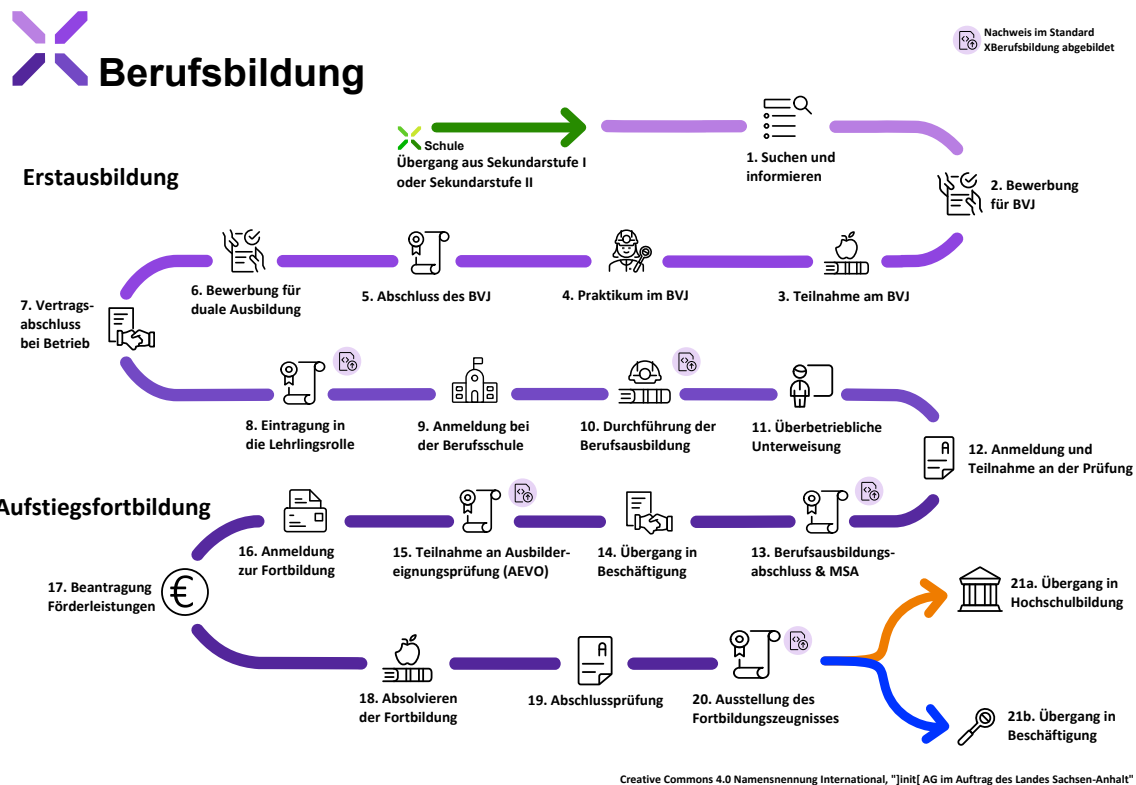 Berufsbildung
Nachweis im Standard
XBerufsbildung abgebildet
Schule
Übergang aus Sekundarstufe I
oder Sekundarstufe II
1. Suchen und
informieren
Erstausbildung
2. Bewerbung
für BVJ
3. Teilnahme am BVJ
4. Praktikum im BVJ
5. Abschluss des BVJ
6. Bewerbung für
duale Ausbildung
7. Vertrags-
abschluss
bei Betrieb
8. Eintragung in
die Lehrlingsrolle
9. Anmeldung bei
der Berufsschule
10. Durchführung der
Berufsausbildung
11. Überbetriebliche
Unterweisung
A
12. Anmeldung und
Teilnahme an der Prüfung
Aufstiegsfortbildung
13. Berufsausbildungs-
abschluss & MSA
14. Übergang in
Beschäftigung
15. Teilnahme an Ausbilder-
eignungsprüfung (AEVO)
16. Anmeldung
zur Fortbildung
17. Beantragung
Förderleistungen
€
18. Absolvieren
der Fortbildung
A
19. Abschlussprüfung
20. Ausstellung des
Fortbildungszeugnisses
21a. Übergang in
Hochschulbildung
21b. Übergang in
Beschäftigung
Creative Commons 4.0 Namensnennung International, "]init[ AG im Auftrag des Landes Sachsen-Anhalt"